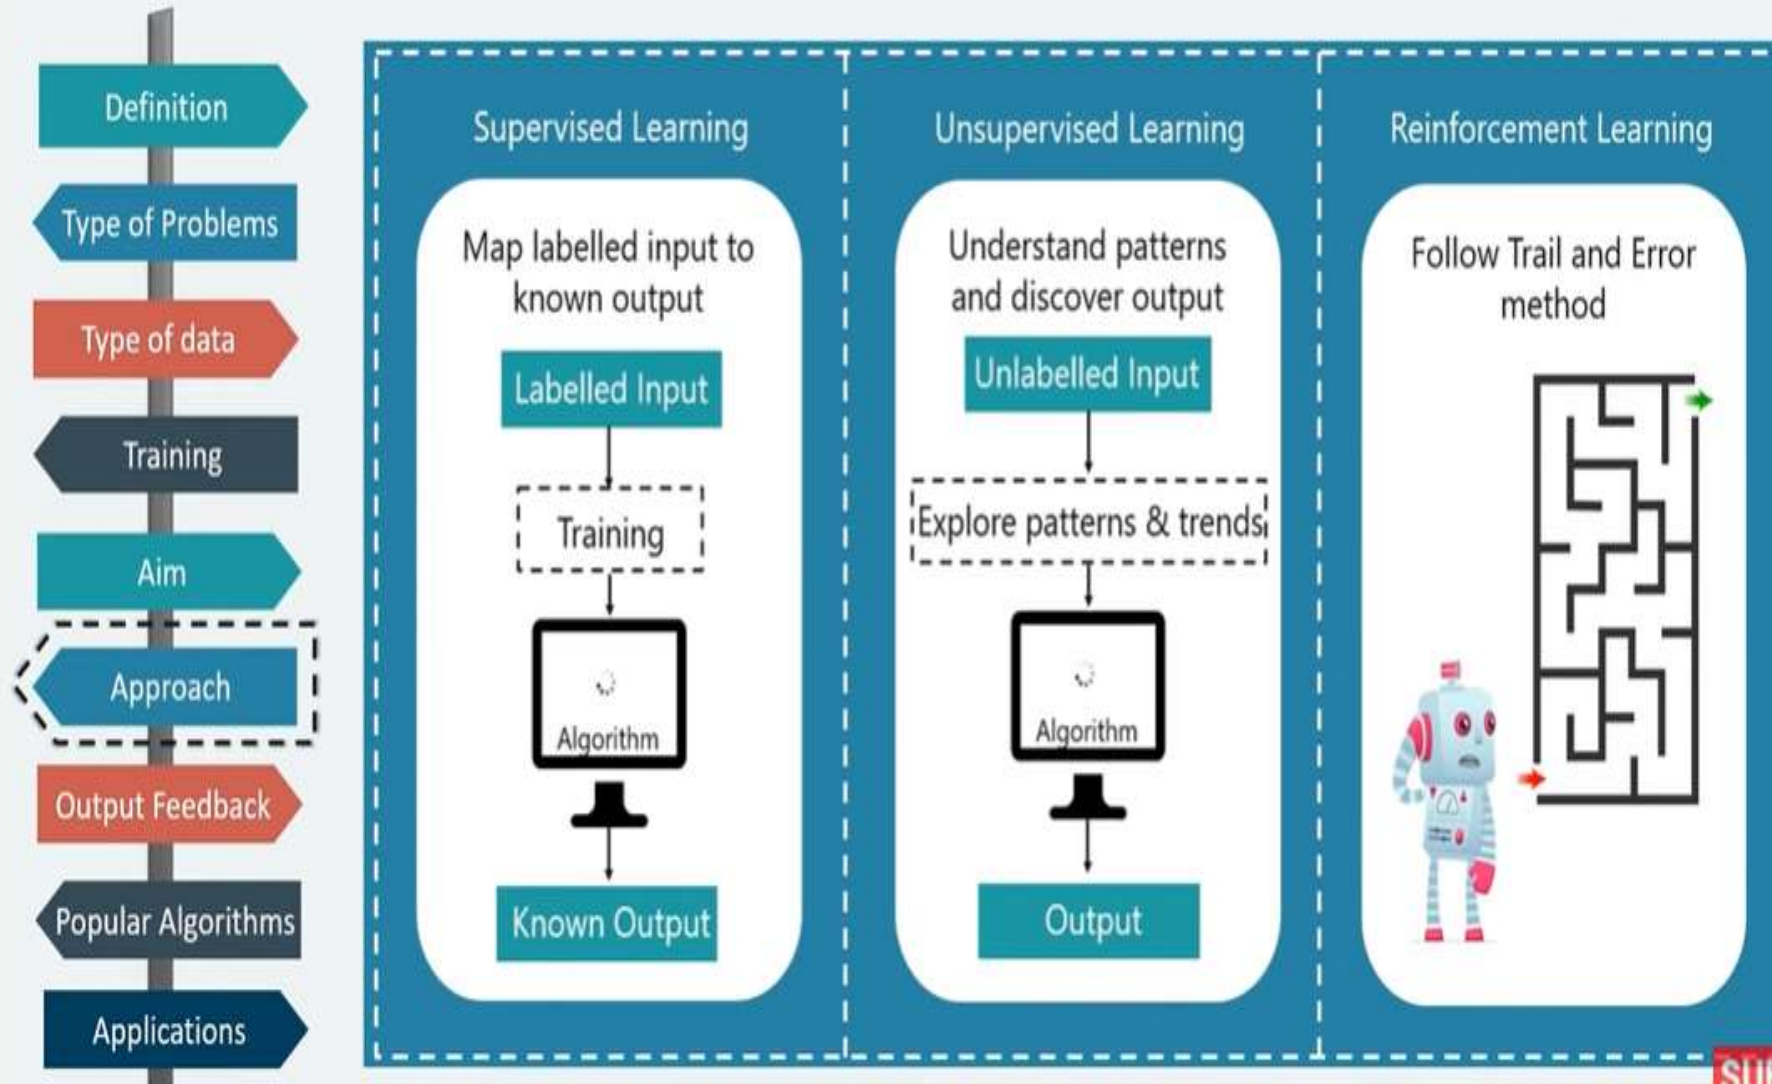 Definition
Type of Problems
Type of data
Training
Aim
Approach
Output Feedback
Popular Algorithms
Applications
Supervised Learning
Map labelled input to
known output
Labelled Input
Training
Algorithm
Known Output
Unsupervised Learning
Understand patterns
and discover output
Unlabelled Input
Explore patterns & trends
Algorithm
Output
Reinforcement Learning
Follow Trail and Error
method